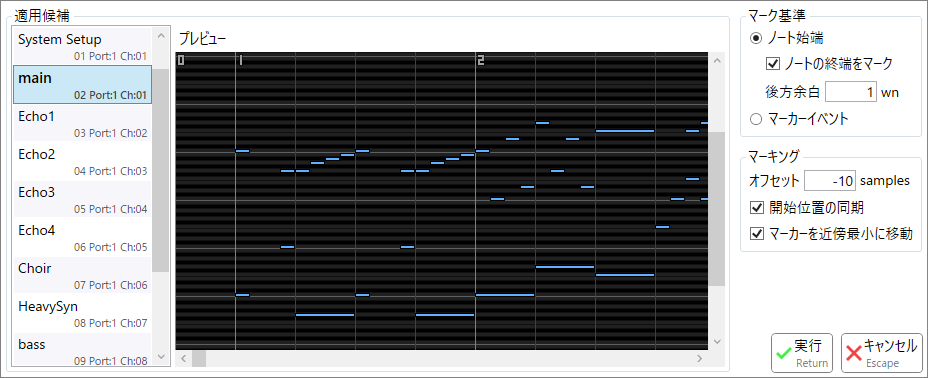 適用候補
System Setup
01 Port:1 Ch:01
main
02 Port:1 Ch:01
Echo1
03 Port:1 Ch:02
Echo2
04 Port:1 Ch:03
Echo3
05 Port:1 Ch:04
Echo4
06 Port:1 Ch:05
Choir
07 Port:1 Ch:06
HeavySyn
08 Port:1 Ch:07
bass
09 Port:1 Ch:08
プレビュー
0 1 2
マーク基準
ノート始端
ノートの終端をマーク
後方余白 1 wn
マーカーイベント
マーキング
オフセット -10 samples
開始位置の同期
マーカーを近傍最小に移動
実行
Return
キャンセル
Escape